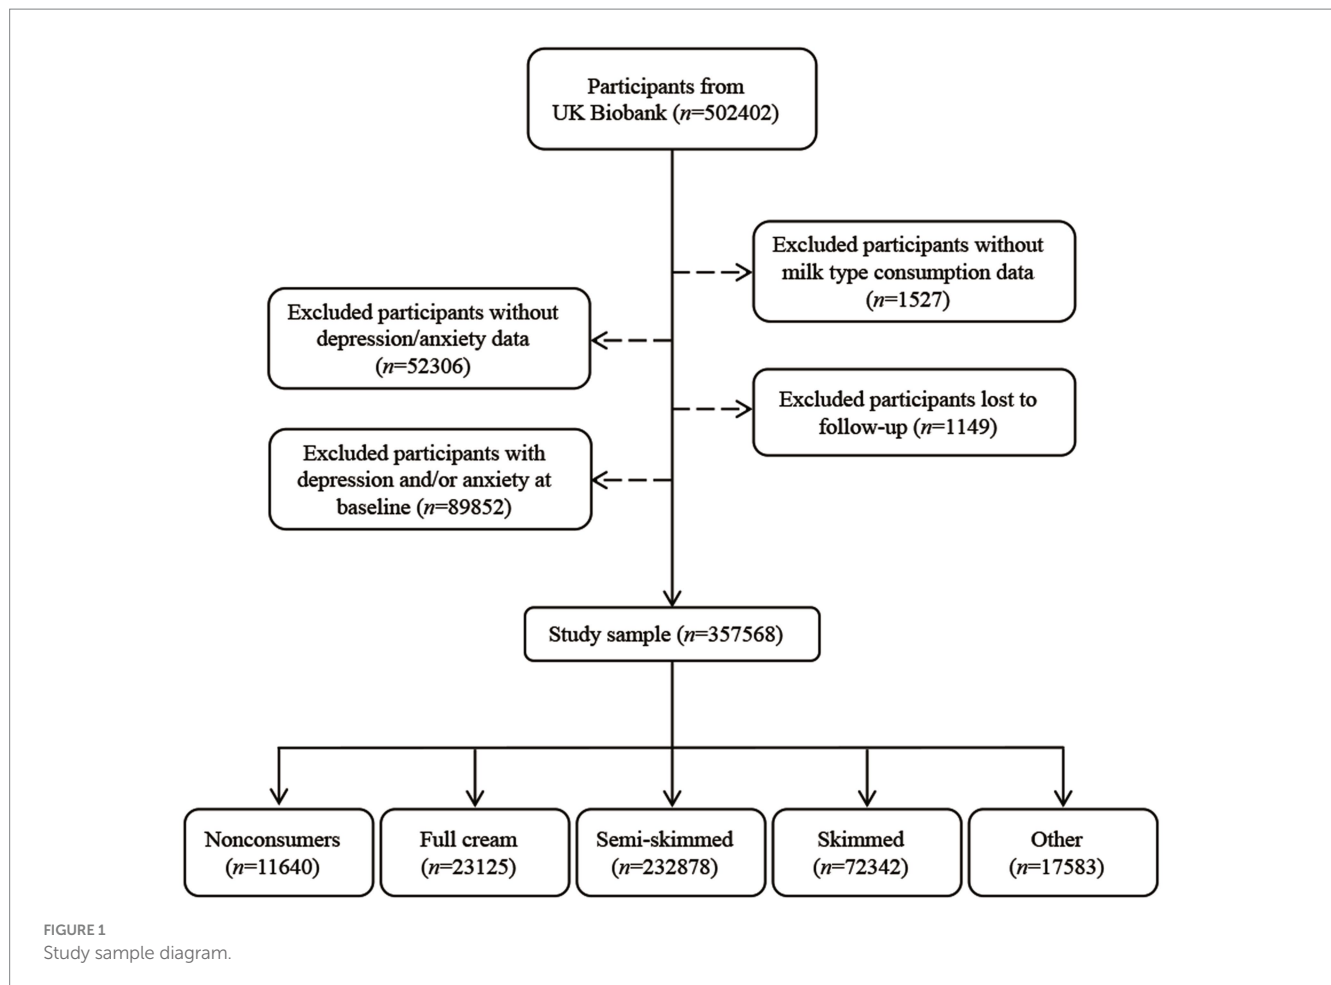 Participants from
UK Biobank (n=502402)
Excluded participants without
milk type consumption data
(n=1527)
Excluded participants without
depression/anxiety data
(n=52306)
Excluded participants lost to
follow-up (n=1149)
Excluded participants with
depression and/or anxiety at
baseline (n=89852)
Study sample (n=357568)
Nonconsumers
(n=11640)
Full cream
(n=23125)
Semi-skimmed
(n=232878)
Skimmed
(n=72342)
Other
(n=17583)
FIGURE 1
Study sample diagram.